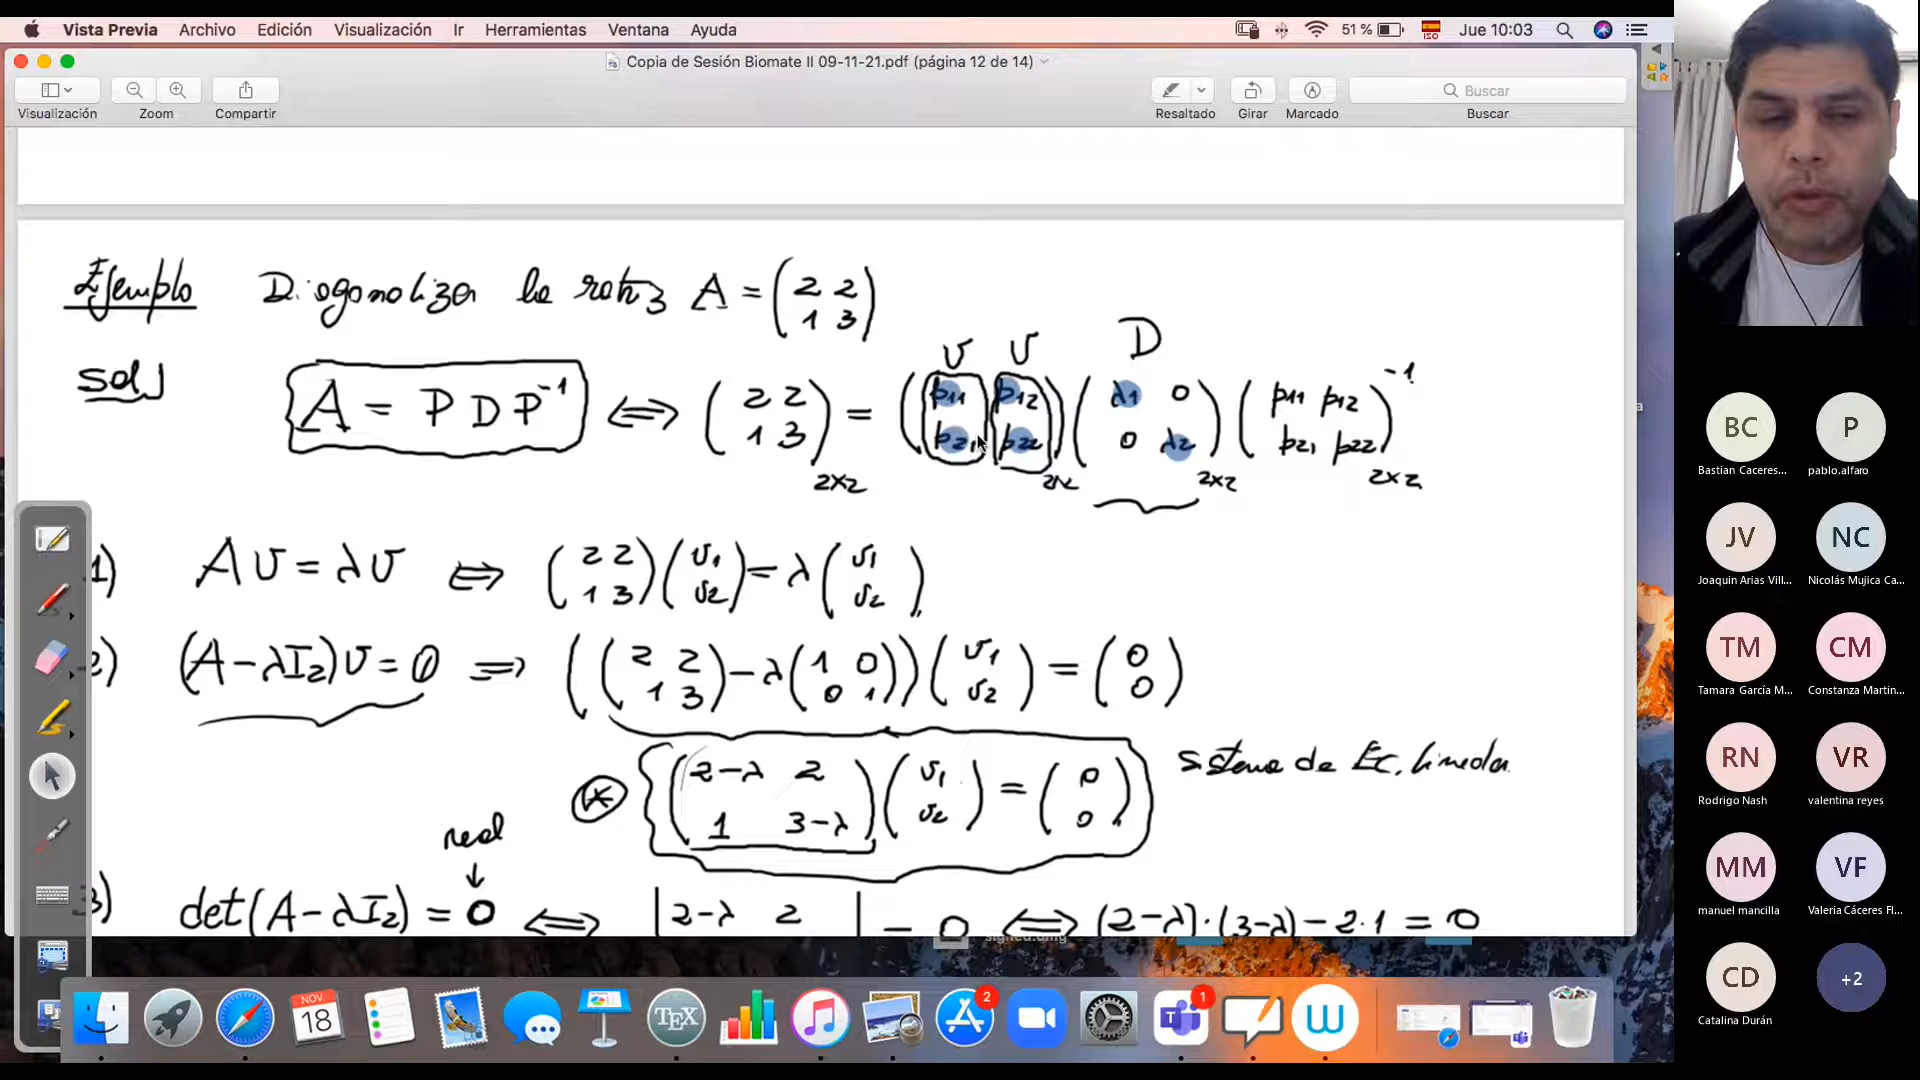 Vista Previa Archivo Edición Visualización Ir Herramientas Ventana Ayuda 51 % ISO Jue 10:03
Copia de Sesión Biomate II 09-11-21.pdf (página 12 de 14)
Visualización Zoom Compartir Resaltado Girar Marcado Buscar
Buscar
Ejemplo Diagonalizar la A = (2 2
1 3)
sol A = P D P^-1 ⟺ (2 2
1 3) 2x2 = (p11 p12
p21 p22) 2x2 (λ1 0
0 λ2) 2x2 (p11 p12
p21 p22)^-1 2x2
v v D
1) Av = λv ⟺ (2 2
1 3)(v1
v2) = λ(v1
v2)
2) (A-λI2)v = 0 ⟹ ((2 2
1 3) - λ(1 0
0 1))(v1
v2) = (0
0)
* (2-λ 2
1 3-λ)(v1
v2) = (0
0) sistema de Ec. lineales
real
↓
3) det(A-λI2) = 0 ⟺ |2-λ 2 | = 0 ⟺ (2-λ)·(3-λ) - 2·1 = 0
signed.dmg
BC P
Bastian Caceres... pablo.alfaro
JV NC
Joaquin Arias Vill... Nicolás Mujica Ca...
TM CM
Tamara García M... Constanza Martin...
RN VR
Rodrigo Nash valentina reyes
MM VF
manuel mancilla Valeria Cáceres Fl...
CD +2
Catalina Durán
NOV. 18 TEX 2 1 W